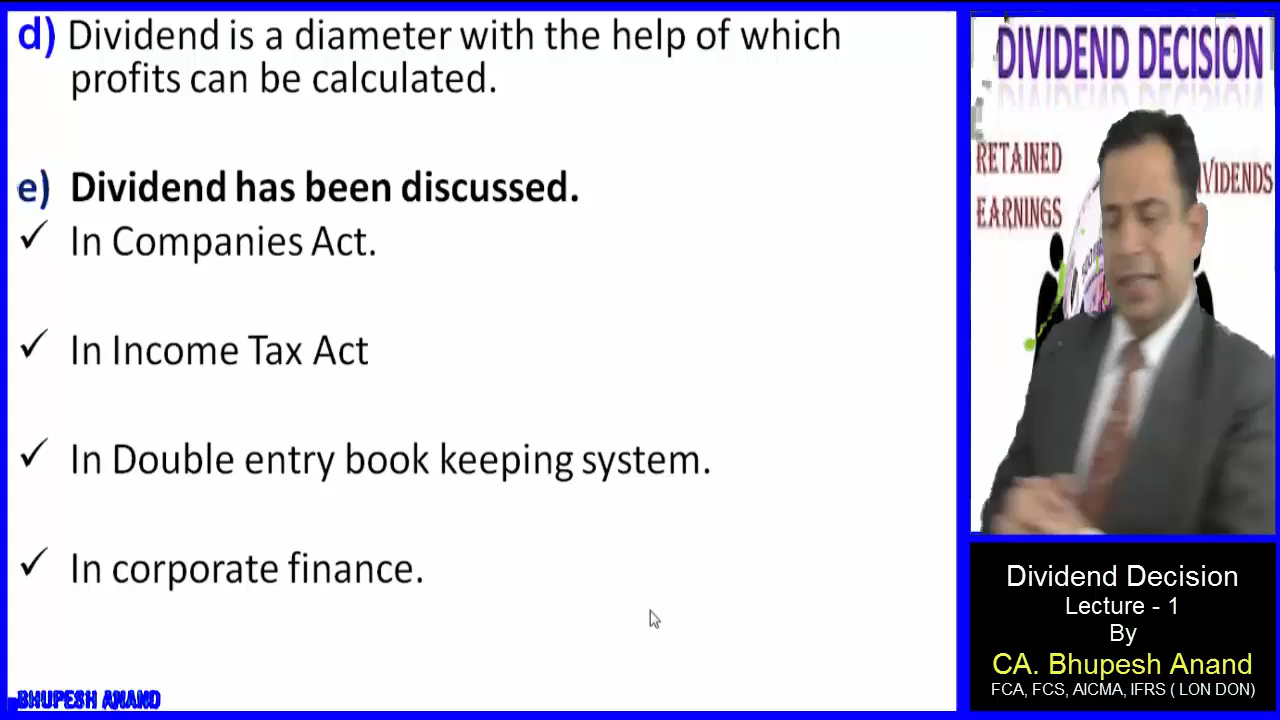 d) Dividend is a diameter with the help of which
profits can be calculated.
e) Dividend has been discussed.
✓ In Companies Act.
✓ In Income Tax Act
✓ In Double entry book keeping system.
✓ In corporate finance.
BHUPESH ANAND
DIVIDEND DECISION
RETAINED
EARNINGS
Dividend Decision
Lecture - 1
By
CA. Bhupesh Anand
FCA, FCS, AICMA, IFRS ( LON DON)